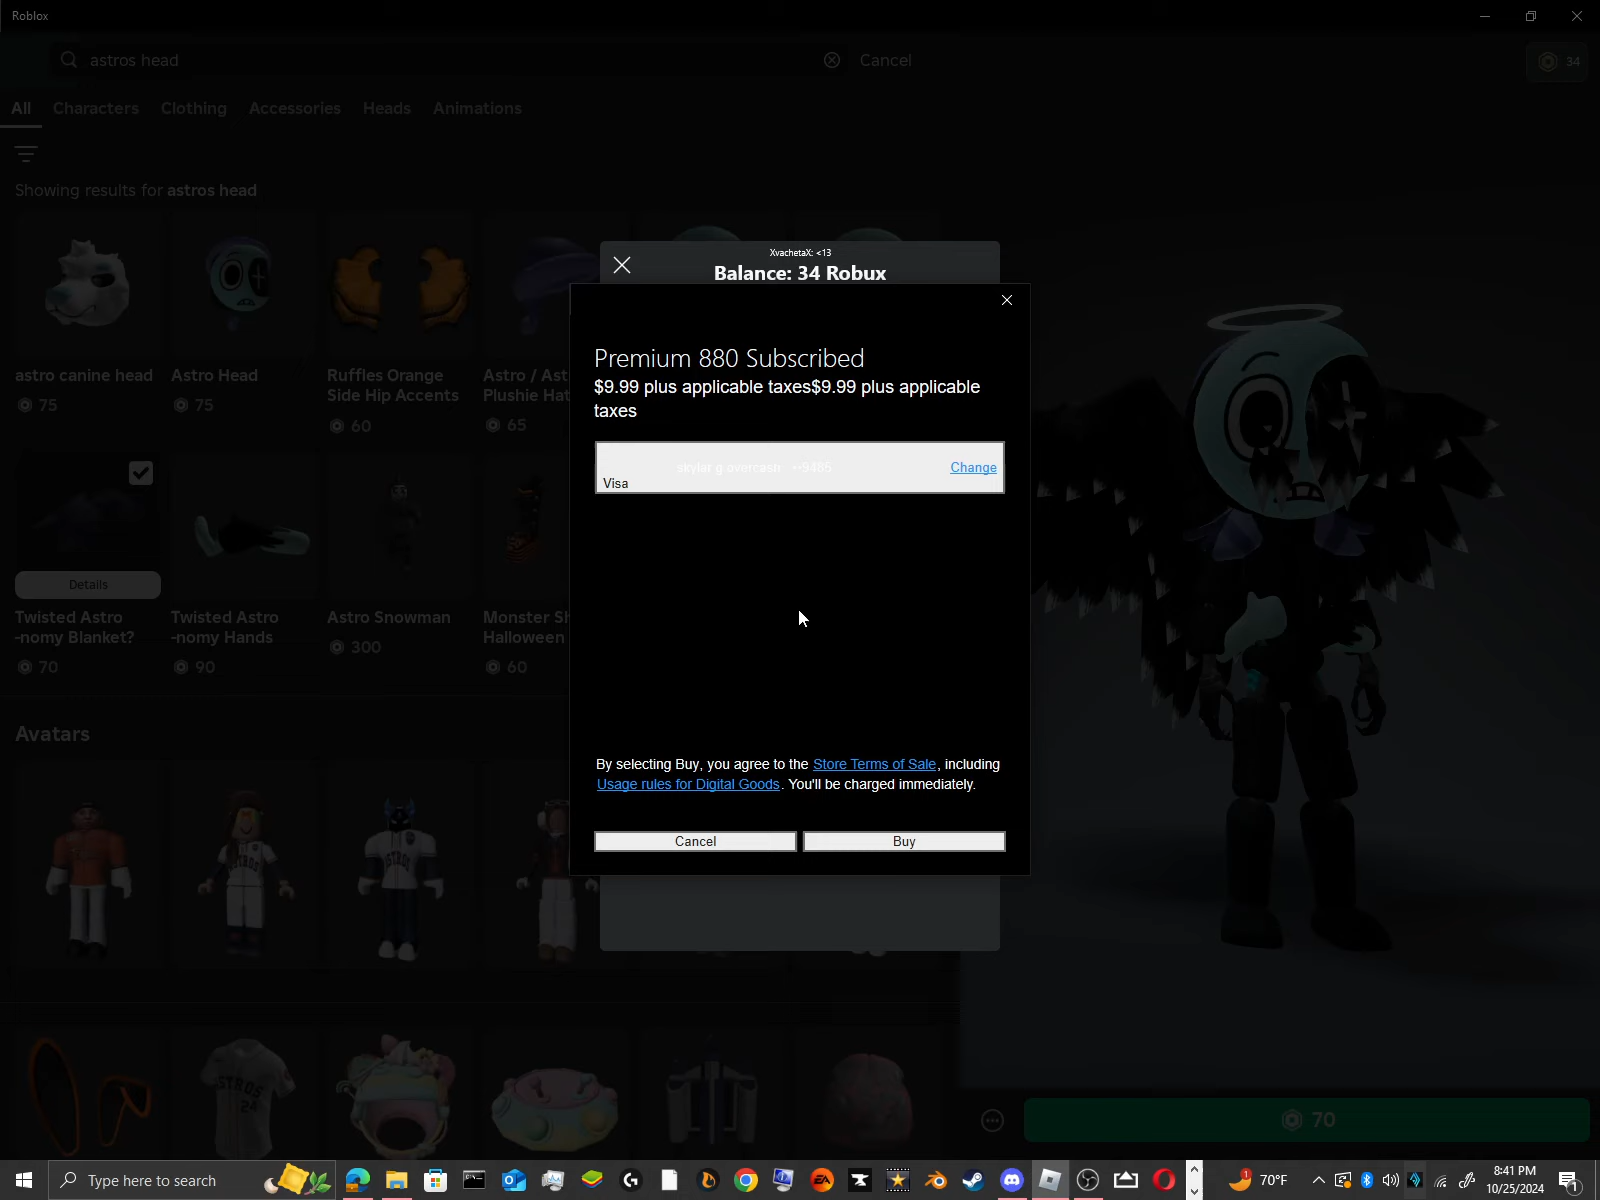 Roblox
astros head
Cancel
34
All Characters Clothing Accessories Heads Animations
Showing results for astros head
XvachetaX: <13
Balance: 34 Robux
Premium 880 Subscribed
$9.99 plus applicable taxes$9.99 plus applicable
taxes
skylar g overcash ••9485
Change
Visa
By selecting Buy, you agree to the Store Terms of Sale, including
Usage rules for Digital Goods. You'll be charged immediately.
Cancel
Buy
astro canine head
75
Astro Head
75
Ruffles Orange
Side Hip Accents
60
Astro / Ast
Plushie Hat
65
Details
Twisted Astro
-nomy Blanket?
70
Twisted Astro
-nomy Hands
90
Astro Snowman
300
Monster Sh
Halloween
60
Avatars
70
Type here to search
70°F
8:41 PM
10/25/2024